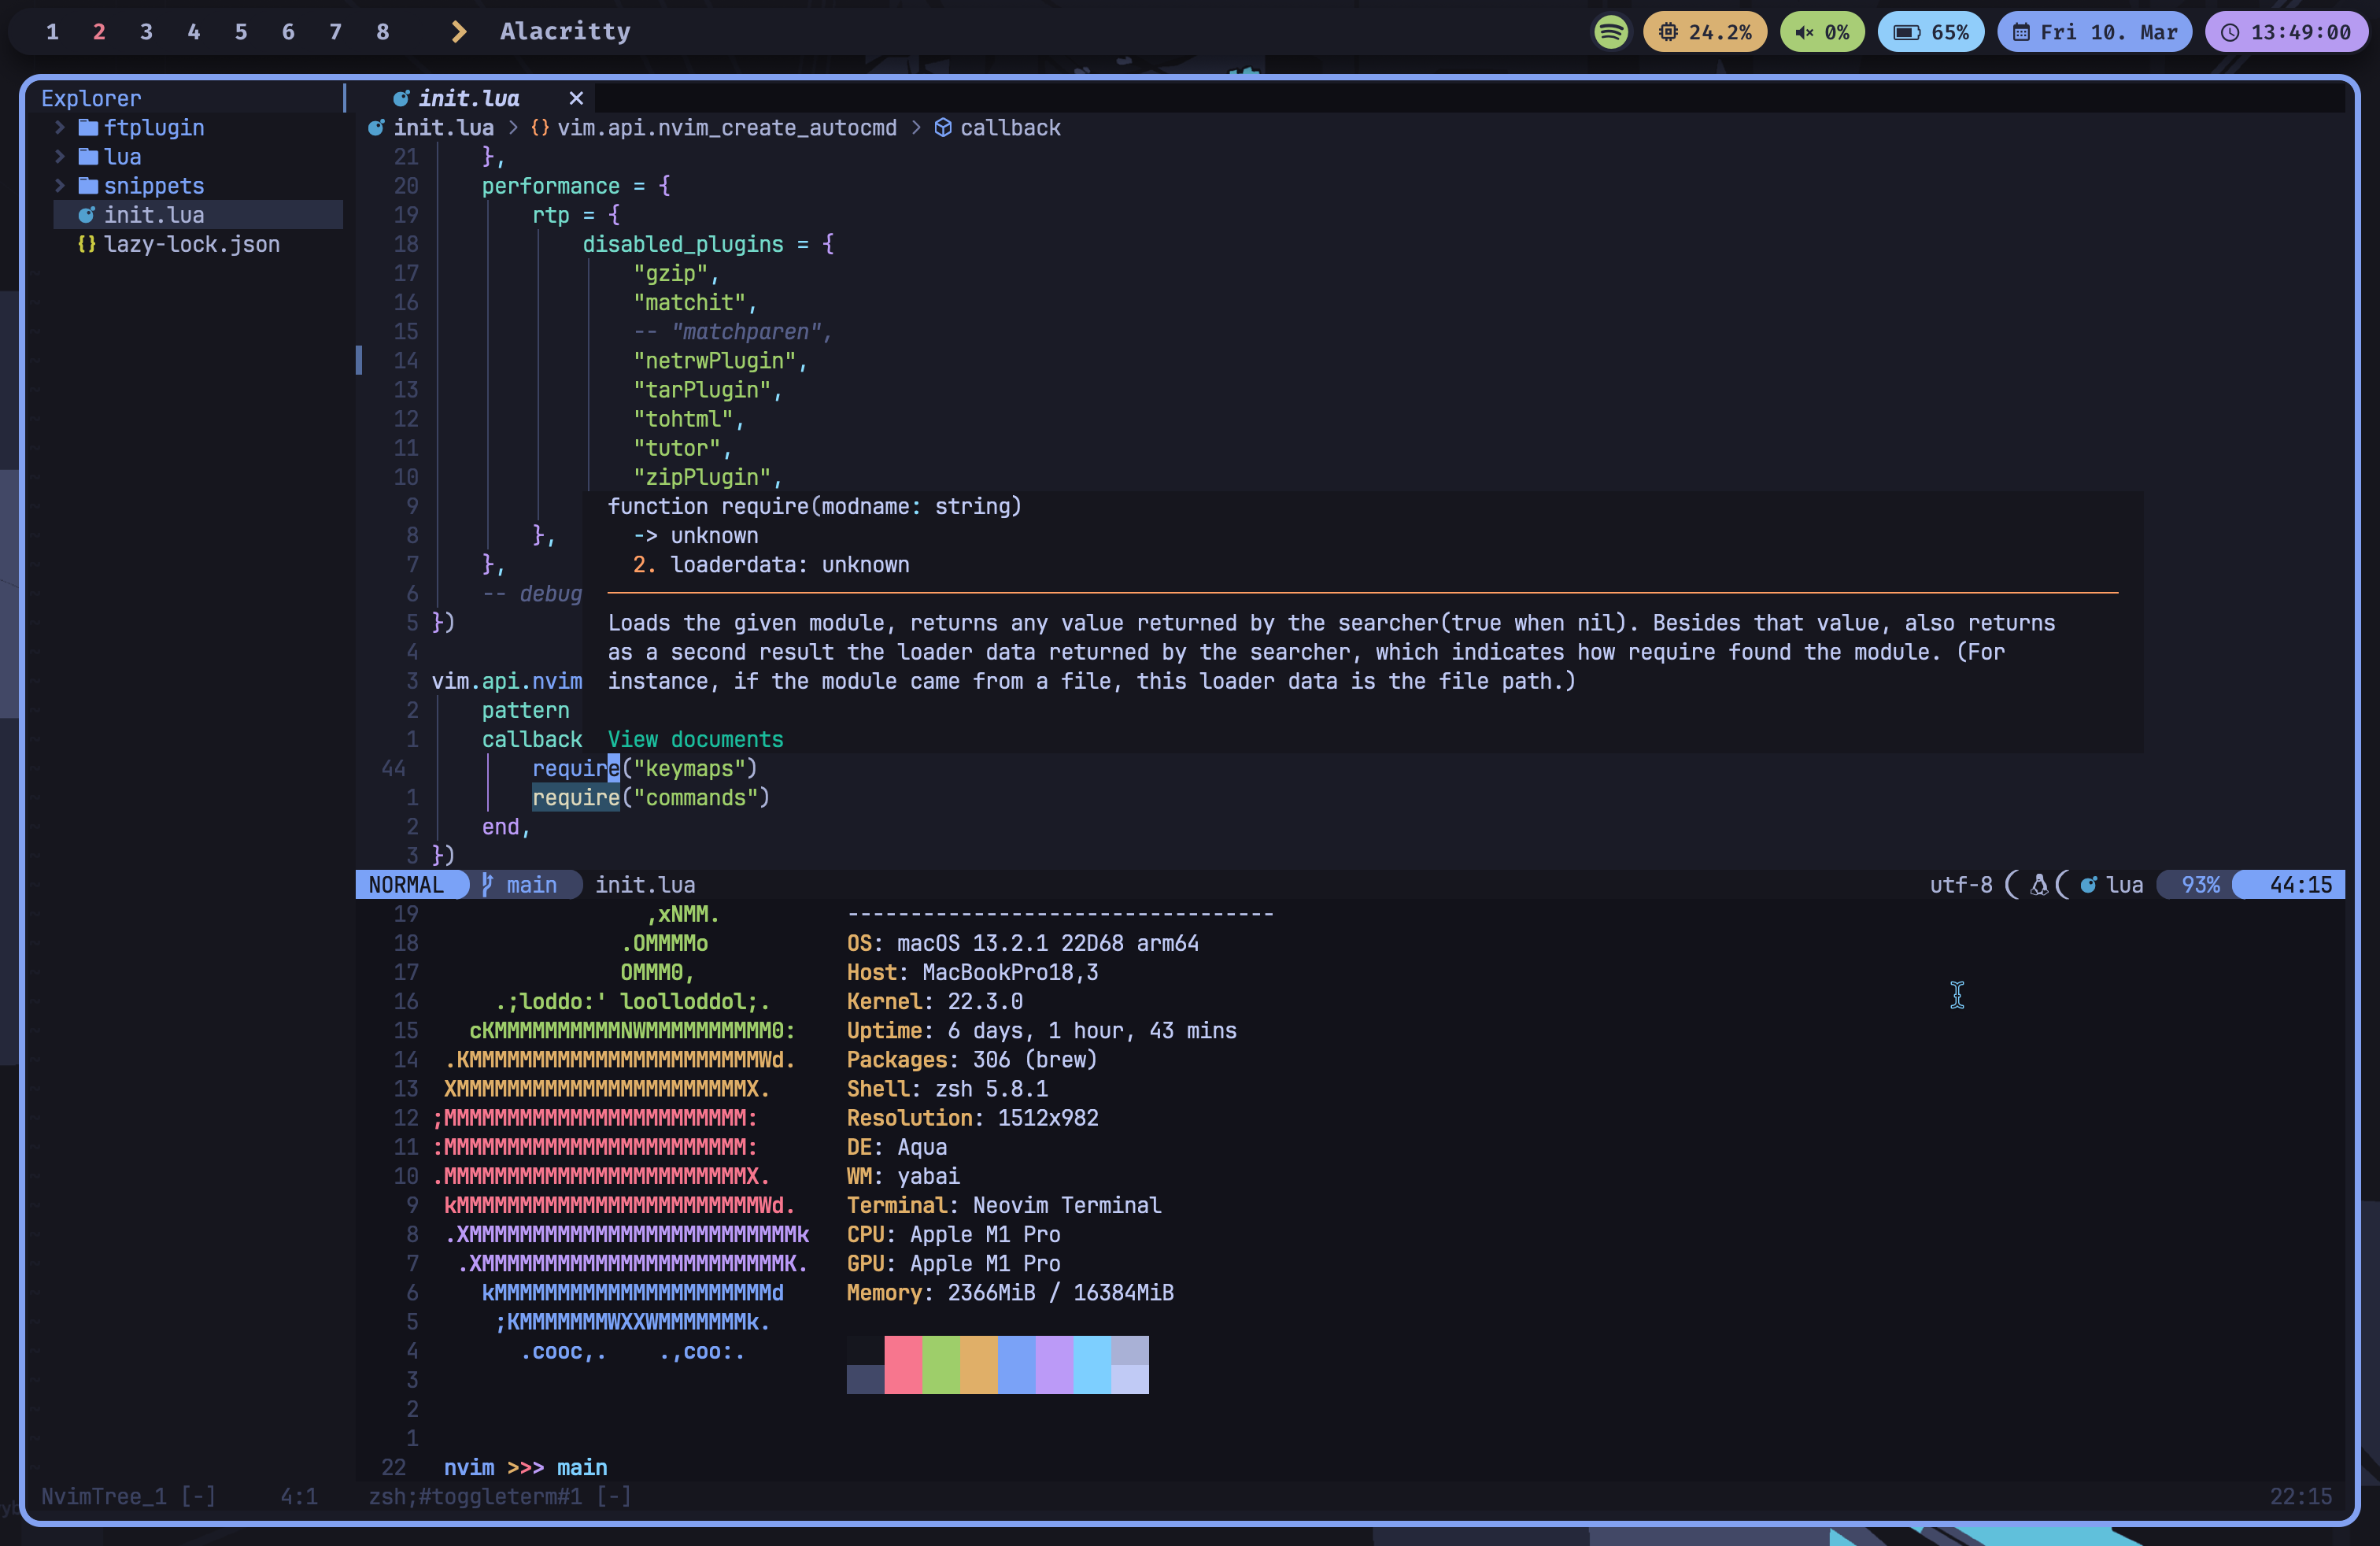 1 2 3 4 5 6 7 8 Alacritty 24.2% 0% 65% Fri 10. Mar 13:49:00
Explorer
ftplugin
lua
snippets
init.lua
{} lazy-lock.json
init.lua ×
init.lua > {} vim.api.nvim_create_autocmd > callback
21 },
20 performance = {
19 rtp = {
18 disabled_plugins = {
17 "gzip",
16 "matchit",
15 -- "matchparen",
14 "netrwPlugin",
13 "tarPlugin",
12 "tohtml",
11 "tutor",
10 "zipPlugin",
9
8 },
7 },
6 -- debug
5 })
4
3 vim.api.nvim
2 pattern
1 callback
44 require("keymaps")
1 require("commands")
2 end,
3 })
function require(modname: string)
-> unknown
2. loaderdata: unknown
Loads the given module, returns any value returned by the searcher(true when nil). Besides that value, also returns
as a second result the loader data returned by the searcher, which indicates how require found the module. (For
instance, if the module came from a file, this loader data is the file path.)
View documents
NORMAL main init.lua utf-8 lua 93% 44:15
19 ,xNMM. ----------------------------------
18 .OMMMMo OS: macOS 13.2.1 22D68 arm64
17 OMMM0, Host: MacBookPro18,3
16 .;loddo:' loolloddol;. Kernel: 22.3.0
15 cKMMMMMMMMMMNWMMMMMMMMMM0: Uptime: 6 days, 1 hour, 43 mins
14 .KMMMMMMMMMMMMMMMMMMMMMMMWd. Packages: 306 (brew)
13 XMMMMMMMMMMMMMMMMMMMMMMMX. Shell: zsh 5.8.1
12 ;MMMMMMMMMMMMMMMMMMMMMMMM: Resolution: 1512x982
11 :MMMMMMMMMMMMMMMMMMMMMMMM: DE: Aqua
10 .MMMMMMMMMMMMMMMMMMMMMMMMX. WM: yabai
9 kMMMMMMMMMMMMMMMMMMMMMMMMWd. Terminal: Neovim Terminal
8 .XMMMMMMMMMMMMMMMMMMMMMMMMMMk CPU: Apple M1 Pro
7 .XMMMMMMMMMMMMMMMMMMMMMMMMK. GPU: Apple M1 Pro
6 kMMMMMMMMMMMMMMMMMMMMMMd Memory: 2366MiB / 16384MiB
5 ;KMMMMMMMWXXWMMMMMMMk.
4 .cooc,. .,coo:.
3
2
1
22 nvim >>> main
NvimTree_1 [-] 4:1 zsh;#toggleterm#1 [-] 22:15